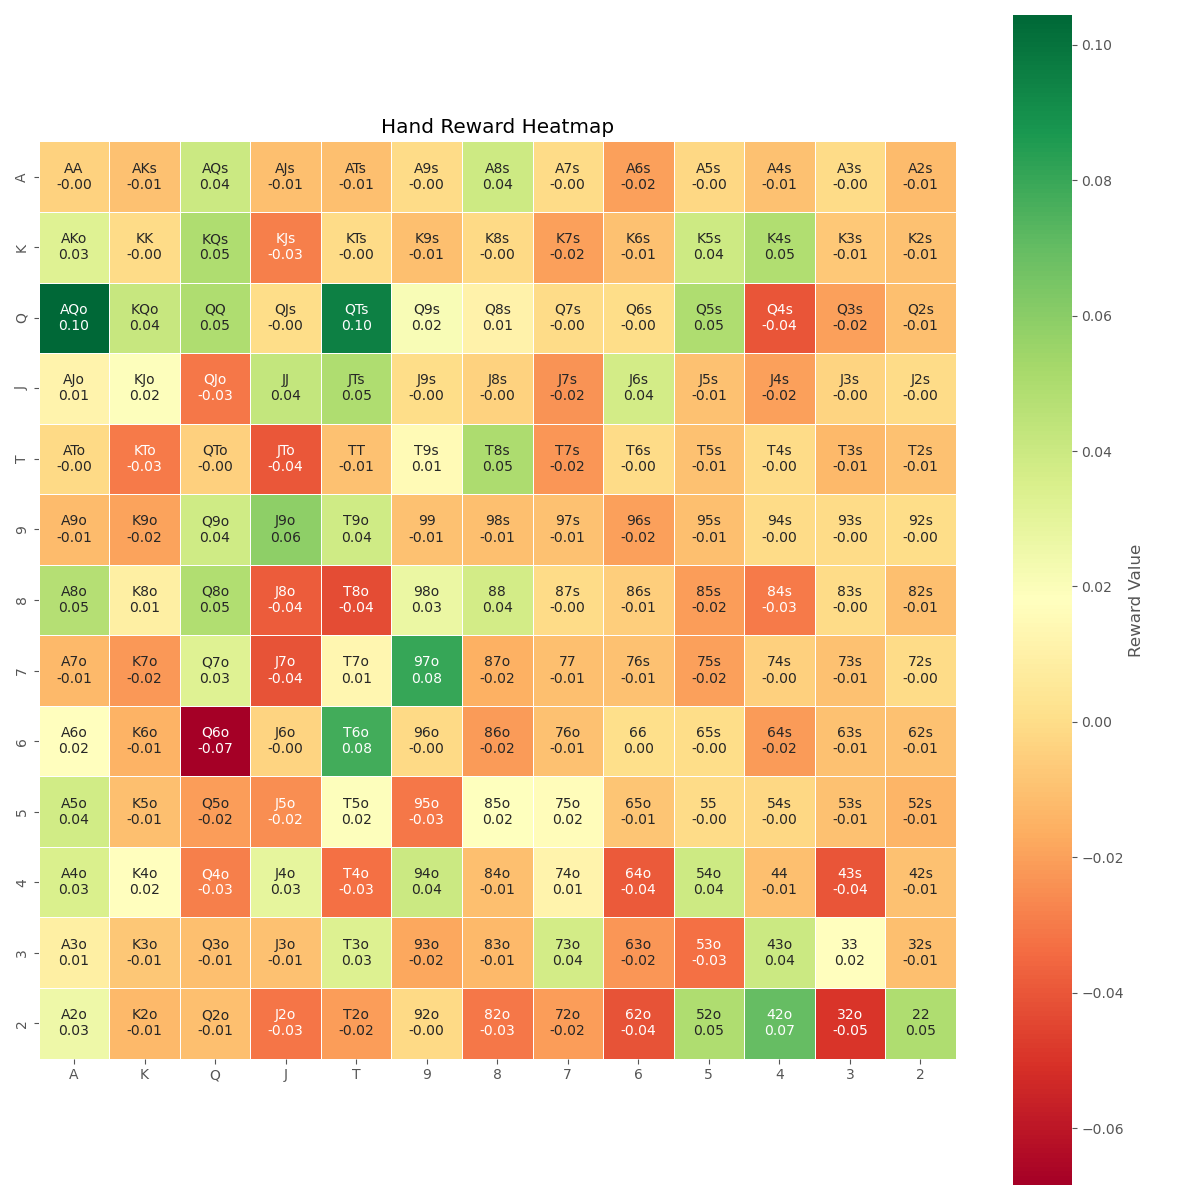 Hand Reward Heatmap
A AA AKs AQs AJs ATs A9s A8s A7s A6s A5s A4s A3s A2s
-0.00 -0.01 0.04 -0.01 -0.01 -0.00 0.04 -0.00 -0.02 -0.00 -0.01 -0.00 -0.01
K AKo KK KQs KJs KTs K9s K8s K7s K6s K5s K4s K3s K2s
0.03 -0.00 0.05 -0.03 -0.00 -0.01 -0.00 -0.02 -0.01 0.04 0.05 -0.01 -0.01
Q AQo KQo QQ QJs QTs Q9s Q8s Q7s Q6s Q5s Q4s Q3s Q2s
0.10 0.04 0.05 -0.00 0.10 0.02 0.01 -0.00 -0.00 0.05 -0.04 -0.02 -0.01
J AJo KJo QJo JJ JTs J9s J8s J7s J6s J5s J4s J3s J2s
0.01 0.02 -0.03 0.04 0.05 -0.00 -0.00 -0.02 0.04 -0.01 -0.02 -0.00 -0.00
T ATo KTo QTo JTo TT T9s T8s T7s T6s T5s T4s T3s T2s
-0.00 -0.03 -0.00 -0.04 -0.01 0.01 0.05 -0.02 -0.00 -0.01 -0.00 -0.01 -0.01
9 A9o K9o Q9o J9o T9o 99 98s 97s 96s 95s 94s 93s 92s
-0.01 -0.02 0.04 0.06 0.04 -0.01 -0.01 -0.01 -0.02 -0.01 -0.00 -0.00 -0.00
8 A8o K8o Q8o J8o T8o 98o 88 87s 86s 85s 84s 83s 82s
0.05 0.01 0.05 -0.04 -0.04 0.03 0.04 -0.00 -0.01 -0.02 -0.03 -0.00 -0.01
7 A7o K7o Q7o J7o T7o 97o 87o 77 76s 75s 74s 73s 72s
-0.01 -0.02 0.03 -0.04 0.01 0.08 -0.02 -0.01 -0.01 -0.02 -0.00 -0.01 -0.00
6 A6o K6o Q6o J6o T6o 96o 86o 76o 66 65s 64s 63s 62s
0.02 -0.01 -0.07 -0.00 0.08 -0.00 -0.02 -0.01 0.00 -0.00 -0.02 -0.01 -0.01
5 A5o K5o Q5o J5o T5o 95o 85o 75o 65o 55 54s 53s 52s
0.04 -0.01 -0.02 -0.02 0.02 -0.03 0.02 0.02 -0.01 -0.00 -0.00 -0.01 -0.01
4 A4o K4o Q4o J4o T4o 94o 84o 74o 64o 54o 44 43s 42s
0.03 0.02 -0.03 0.03 -0.03 0.04 -0.01 0.01 -0.04 0.04 -0.01 -0.04 -0.01
3 A3o K3o Q3o J3o T3o 93o 83o 73o 63o 53o 43o 33 32s
0.01 -0.01 -0.01 -0.01 0.03 -0.02 -0.01 0.04 -0.02 -0.03 0.04 0.02 -0.01
2 A2o K2o Q2o J2o T2o 92o 82o 72o 62o 52o 42o 32o 22
0.03 -0.01 -0.01 -0.03 -0.02 -0.00 -0.03 -0.02 -0.04 0.05 0.07 -0.05 0.05
A K Q J T 9 8 7 6 5 4 3 2
0.10
0.08
0.06
0.04
0.02
0.00
−0.02
−0.04
−0.06
Reward Value